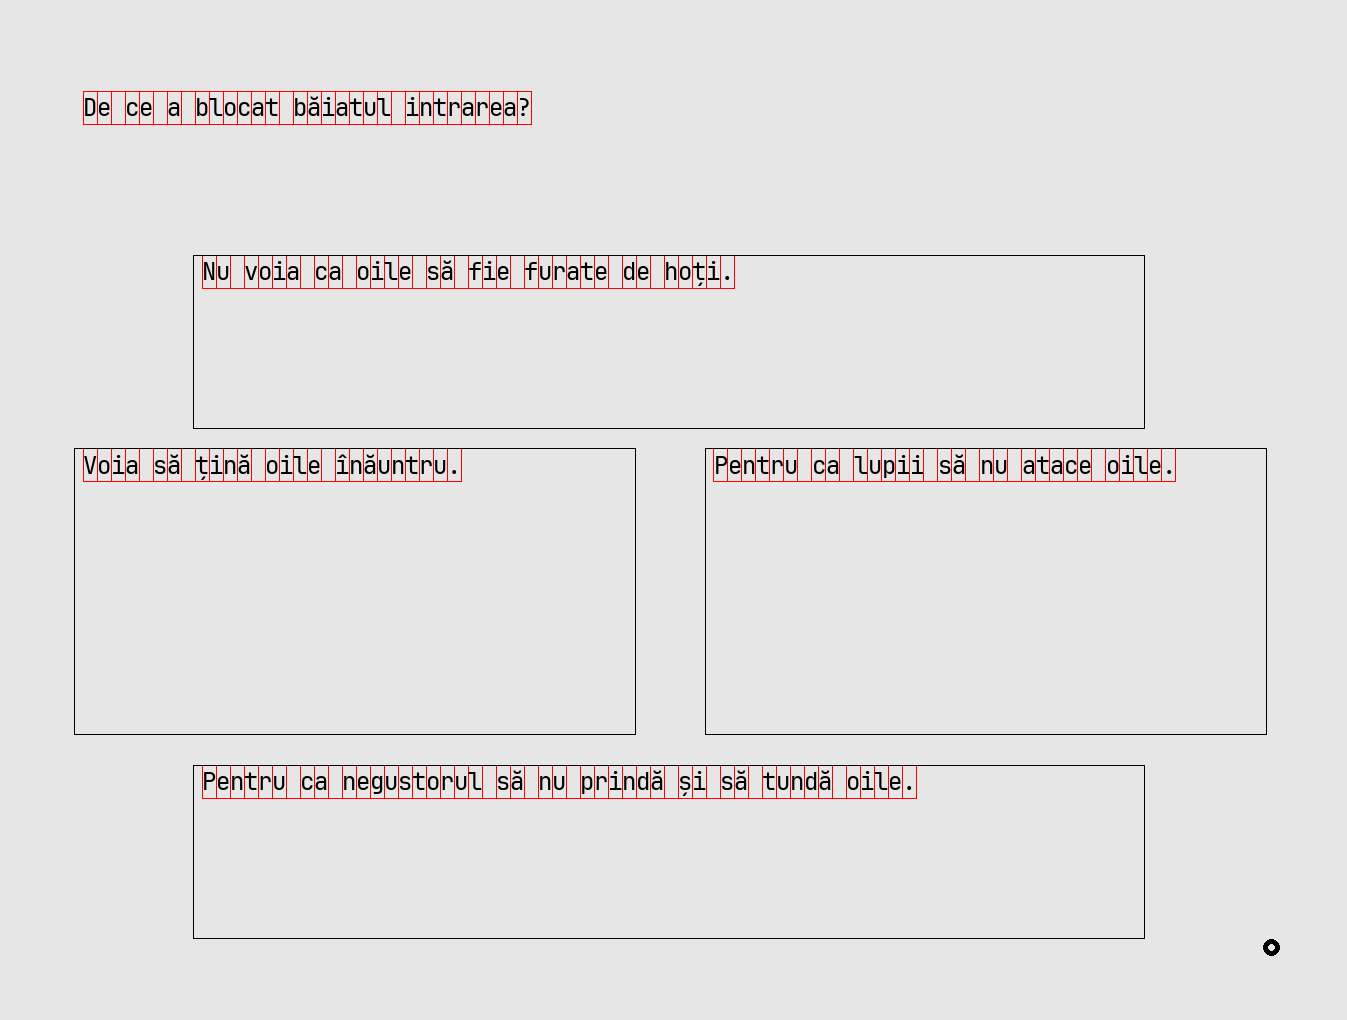 De ce a blocat băiatul intrarea?
Nu voia ca oile să fie furate de hoți.
Voia să țină oile înăuntru.
Pentru ca lupii să nu atace oile.
Pentru ca negustorul să nu prindă și să tundă oile.